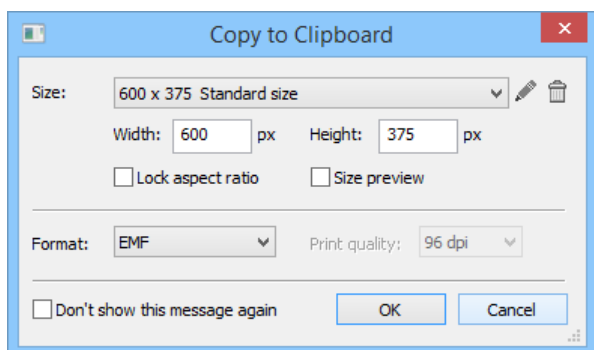 Copy to Clipboard
Size: 600 x 375 Standard size
Width: 600 px Height: 375 px
Lock aspect ratio Size preview
Format: EMF Print quality: 96 dpi
Don't show this message again OK Cancel